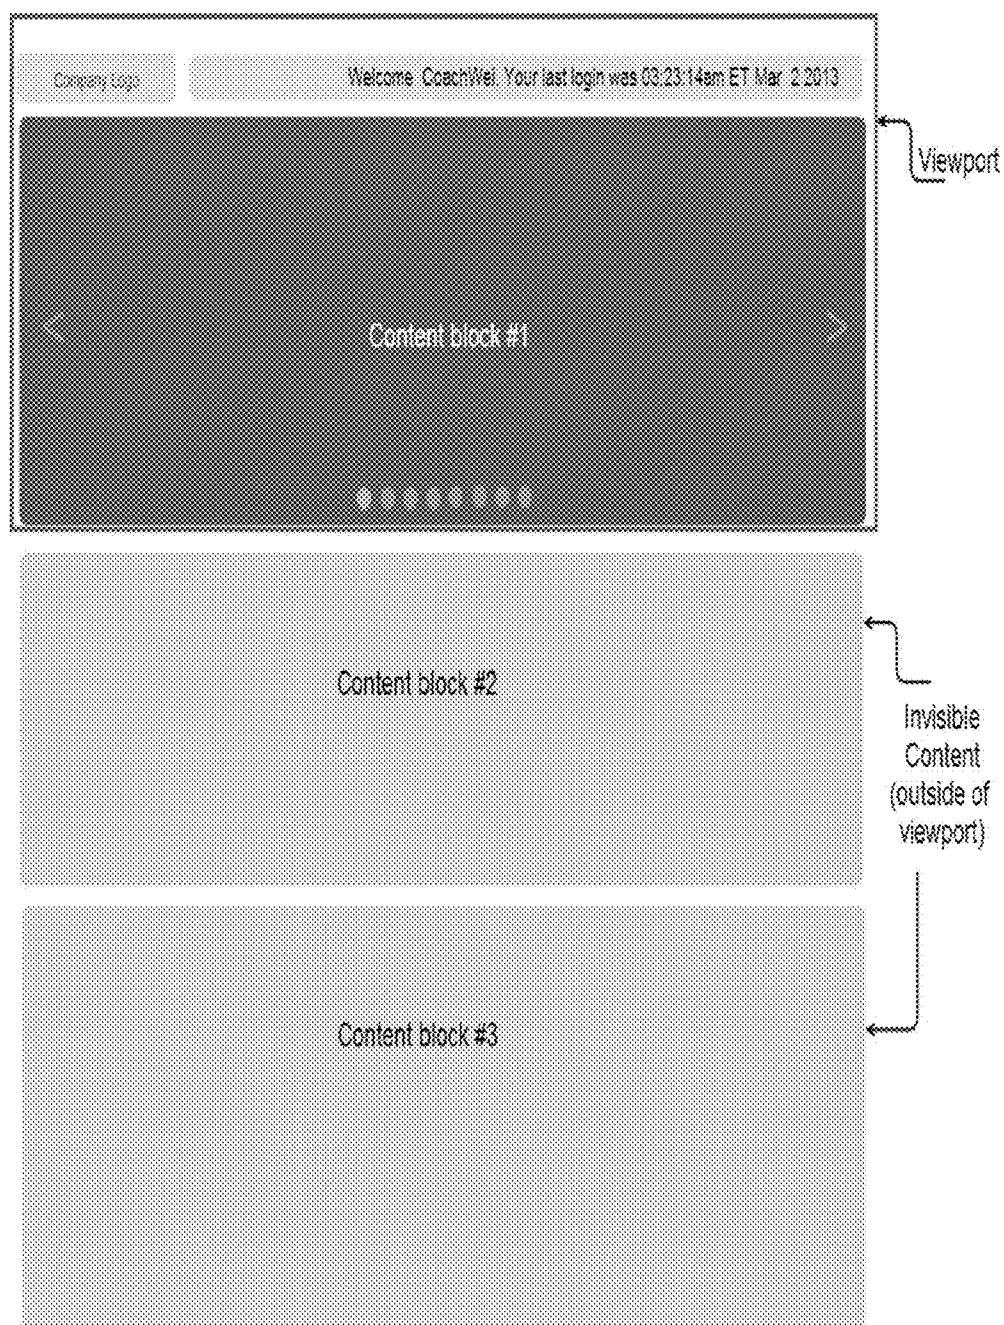 Company Logo
Welcome CoachWei. Your last login was 03:23:14am ET Mar 2 2013
Viewport
Content block #1
Content block #2
Invisible
Content
(outside of
viewport)
Content block #3